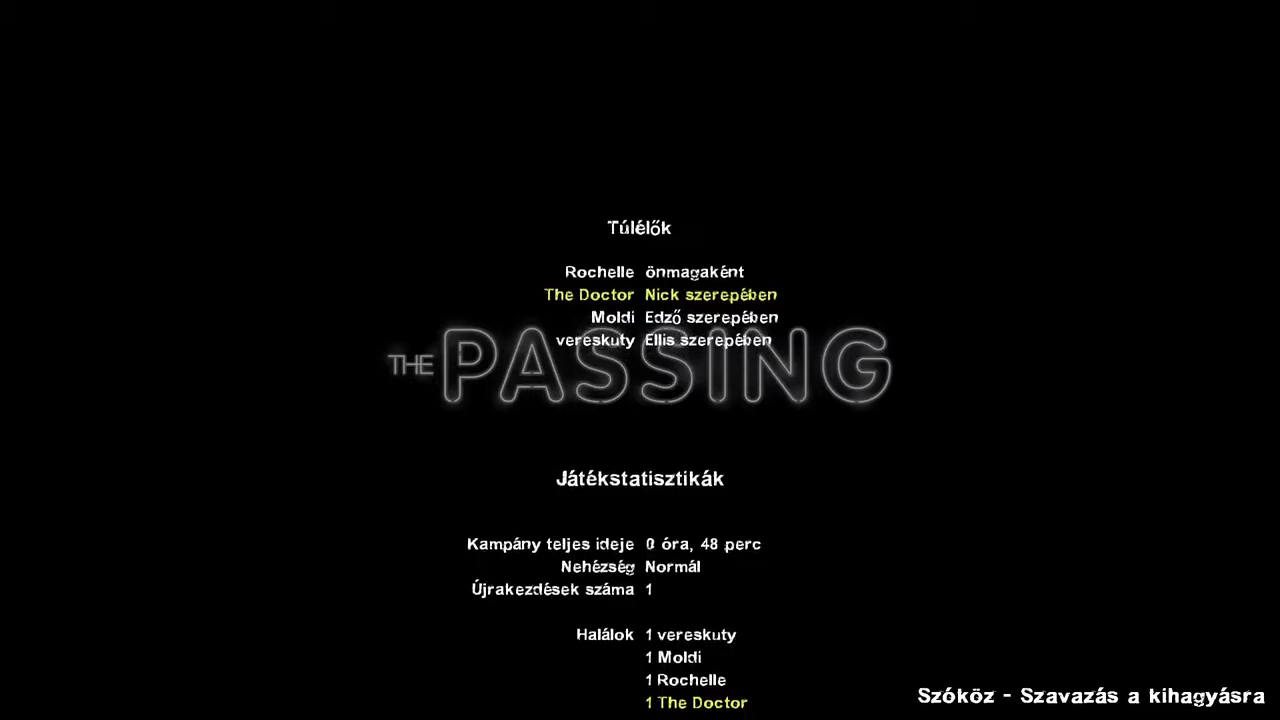 Túlélők
Rochelle önmagaként
The Doctor Nick szerepében
Moldi Edző szerepében
vereskuty Ellis szerepében
THE PASSING
Játékstatisztikák
Kampány teljes ideje 0 óra, 48 perc
Nehézség Normál
Újrakezdések száma 1
Halálok 1 vereskuty
1 Moldi
1 Rochelle
1 The Doctor
Szóköz - Szavazás a kihagyásra